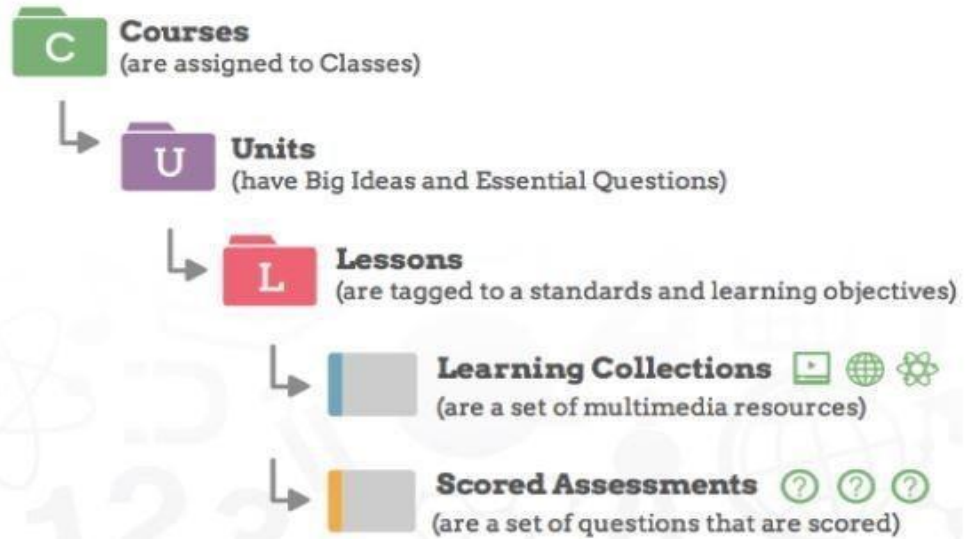 C
Courses
(are assigned to Classes)
U
Units
(have Big Ideas and Essential Questions)
L
Lessons
(are tagged to a standards and learning objectives)
Learning Collections
(are a set of multimedia resources)
Scored Assessments ? ? ?
(are a set of questions that are scored)
123